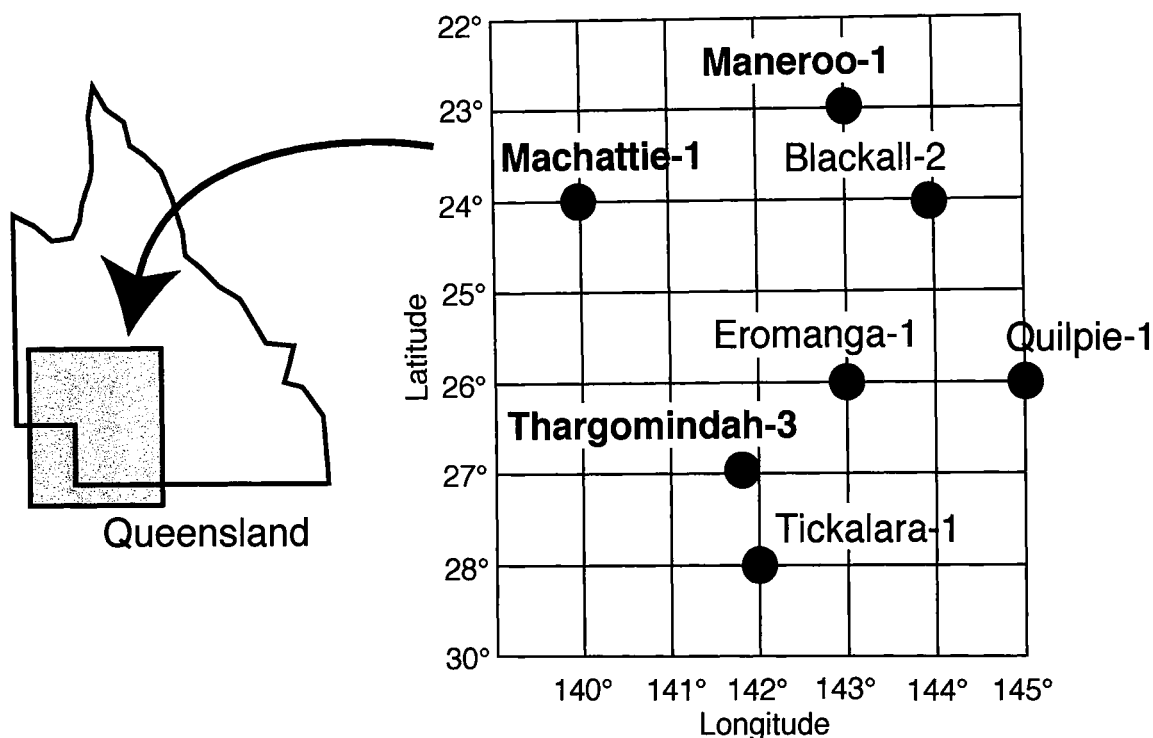 22°
Maneroo-1
23°
Machattie-1
Blackall-2
24°
25°
Eromanga-1
Quilpie-1
26°
Latitude
Thargomindah-3
27°
Tickalara-1
28°
30°
140° 141° 142° 143° 144° 145°
Longitude
Queensland